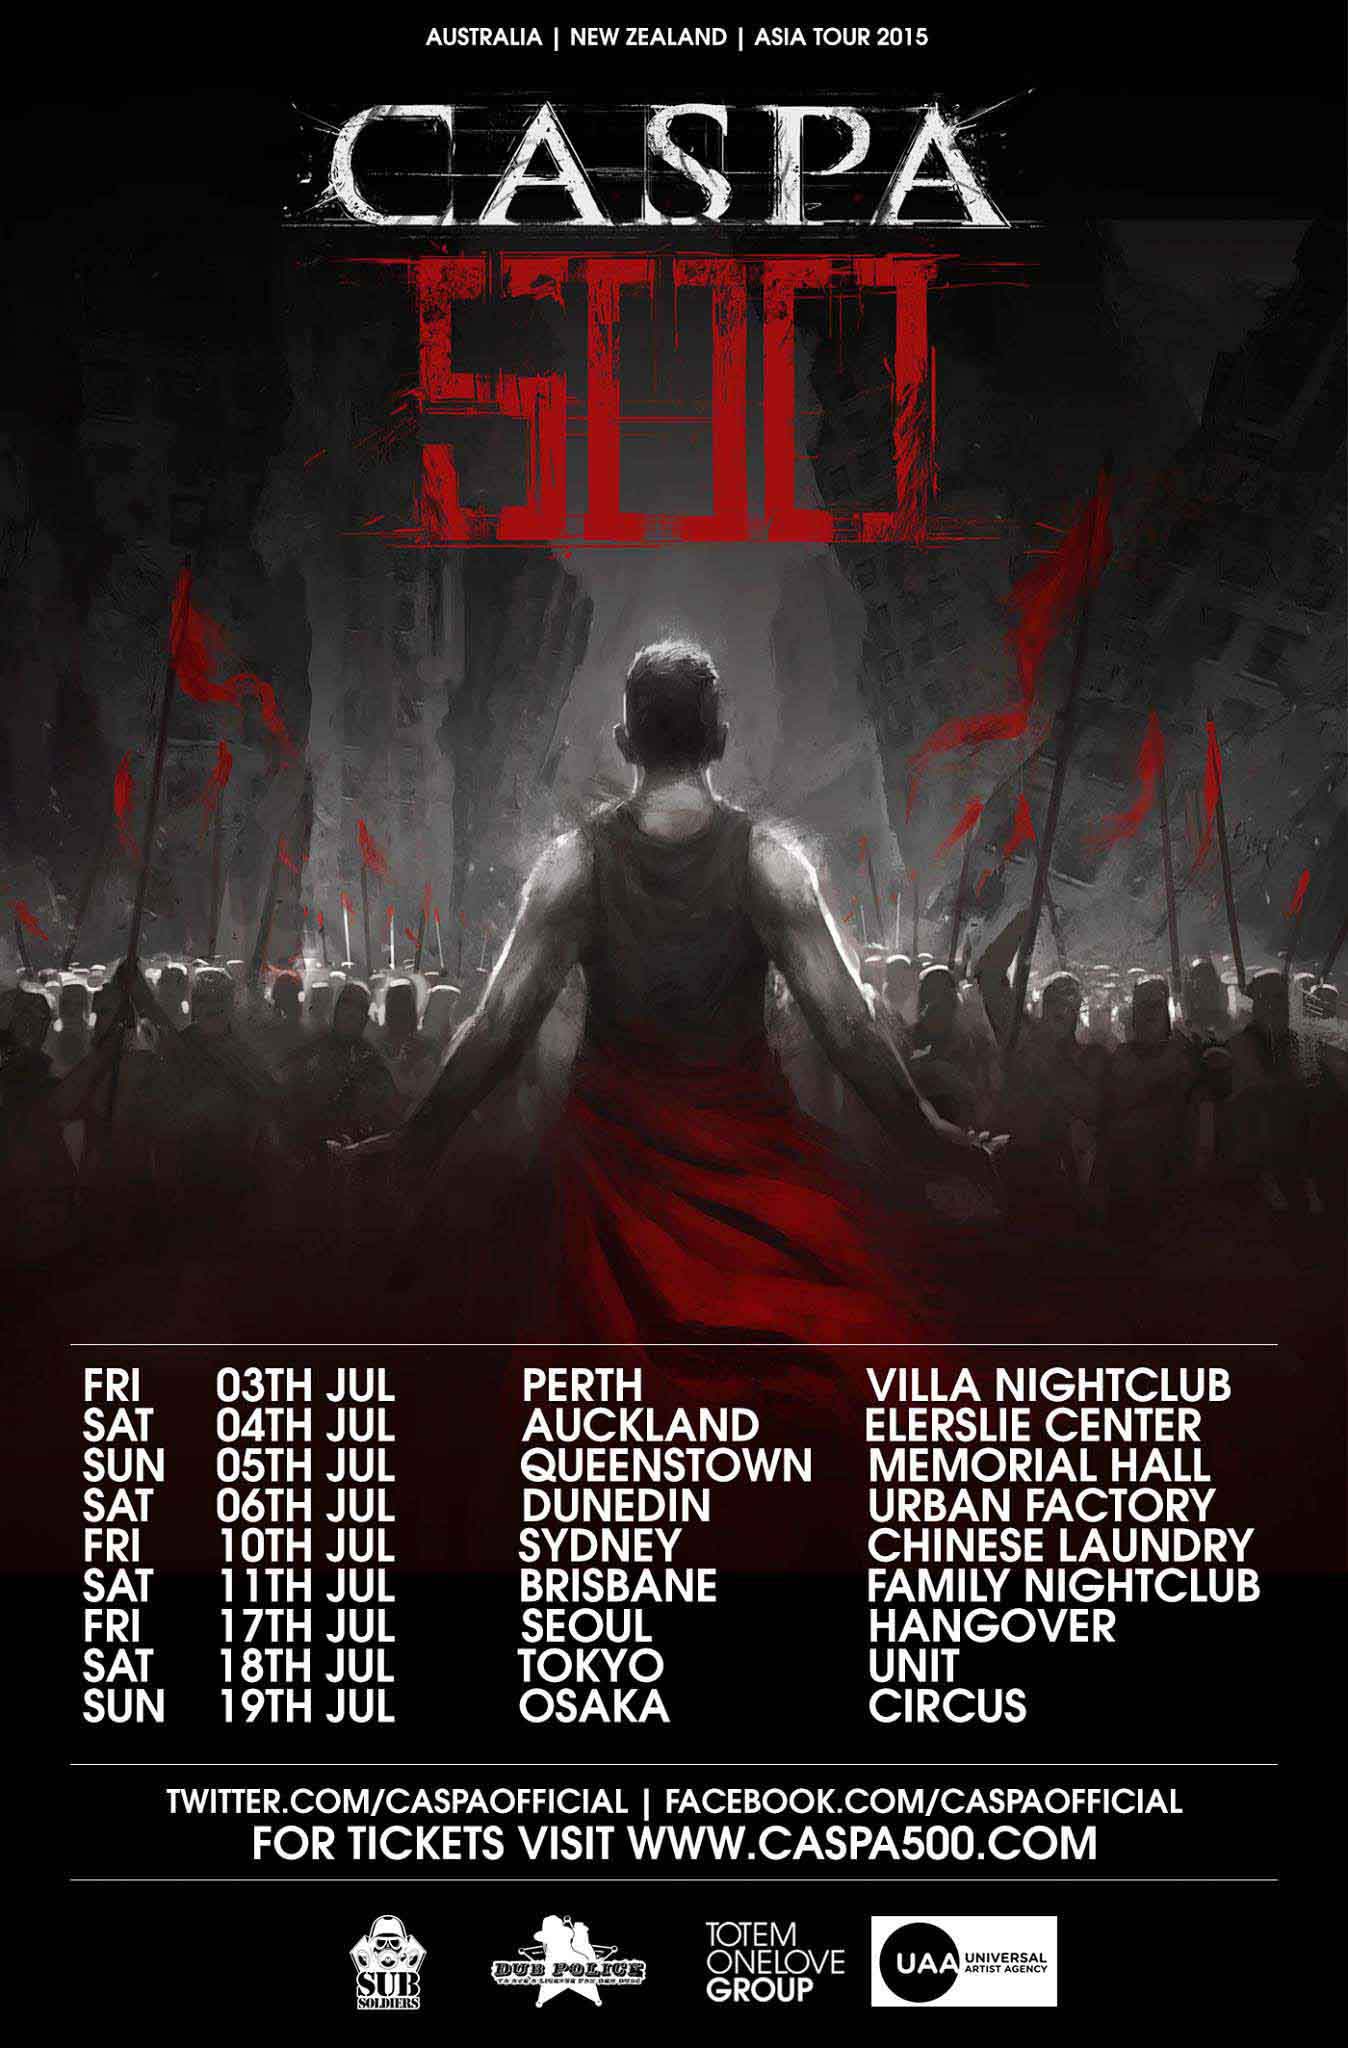 AUSTRALIA | NEW ZEALAND | ASIA TOUR 2015
CASPA
500
FRI 03TH JUL PERTH VILLA NIGHTCLUB
SAT 04TH JUL AUCKLAND ELERSLIE CENTER
SUN 05TH JUL QUEENSTOWN MEMORIAL HALL
SAT 06TH JUL DUNEDIN URBAN FACTORY
FRI 10TH JUL SYDNEY CHINESE LAUNDRY
SAT 11TH JUL BRISBANE FAMILY NIGHTCLUB
FRI 17TH JUL SEOUL HANGOVER
SAT 18TH JUL TOKYO UNIT
SUN 19TH JUL OSAKA CIRCUS
TWITTER.COM/CASPAOFFICIAL | FACEBOOK.COM/CASPAOFFICIAL
FOR TICKETS VISIT WWW.CASPA500.COM
SUB
SOLDIERS
DUB POLICE
TOTEM
ONELOVE
GROUP
UAA UNIVERSAL
ARTIST AGENCY